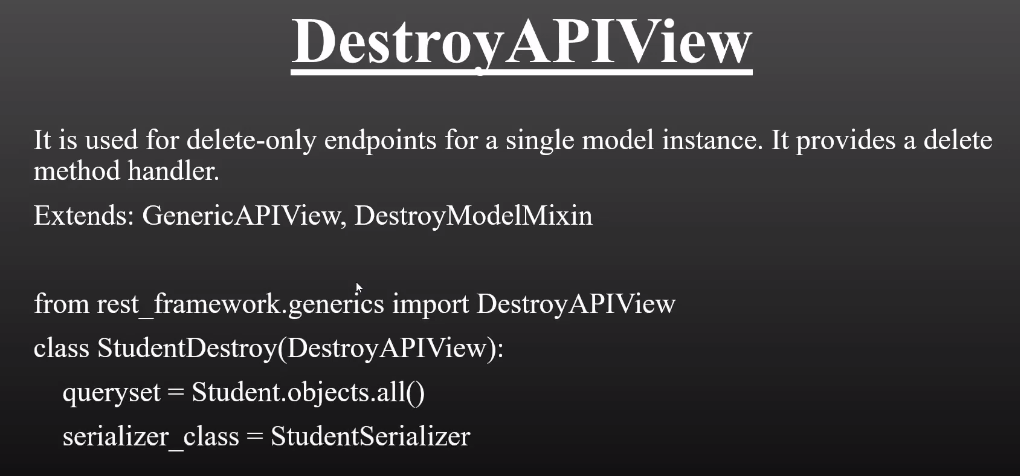 DestroyAPIView
It is used for delete-only endpoints for a single model instance. It provides a delete
method handler.
Extends: GenericAPIView, DestroyModelMixin
from rest_framework.generics import DestroyAPIView
class StudentDestroy(DestroyAPIView):
queryset = Student.objects.all()
serializer_class = StudentSerializer